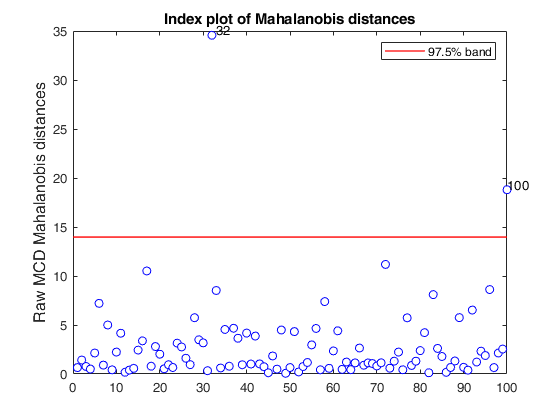 Index plot of Mahalanobis distances
Raw MCD Mahalanobis distances
35
30
25
20
15
10
5
0
32
97.5% band
100
0 10 20 30 40 50 60 70 80 90 100